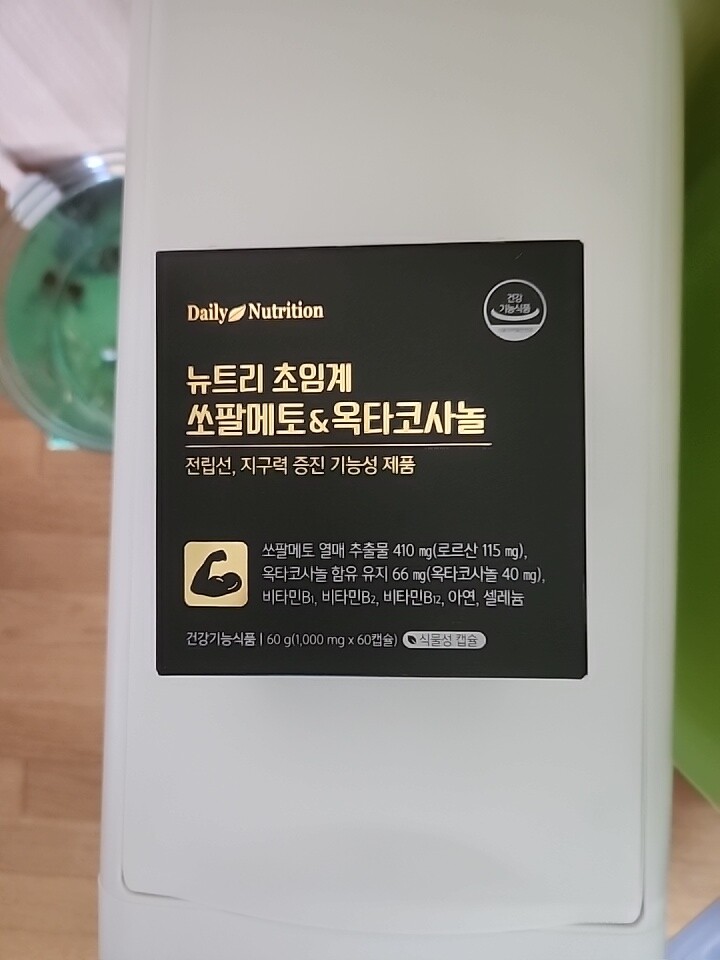 Daily Nutrition
건강
기능식품
뉴트리 초임계
쏘팔메토&옥타코사놀
전립선, 지구력 증진 기능성 제품
쏘팔메토 열매 추출물 410 mg(로르산 115 mg),
옥타코사놀 함유 유지 66 mg(옥타코사놀 40 mg),
비타민B1, 비타민B2, 비타민B12, 아연, 셀레늄
건강기능식품 | 60 g(1,000 mg x 60캡슐) 식물성 캡슐